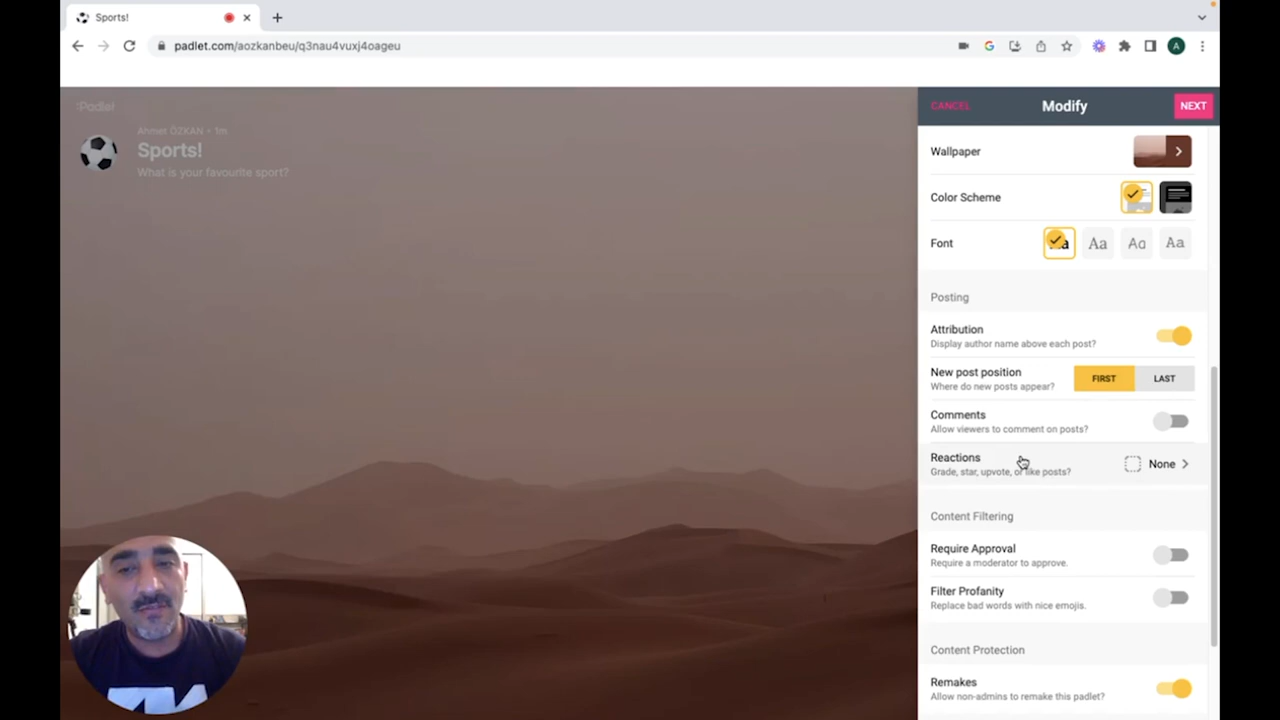 Sports!
padlet.com/aozkanbeu/q3nau4vuxj4oageu
A
:Padlet
CANCEL
Modify
NEXT
Ahmet ÖZKAN • 1m
Sports!
What is your favourite sport?
Wallpaper
Color Scheme
Font
Aa
Aa
Aa
Posting
Attribution
Display author name above each post?
New post position
Where do new posts appear?
FIRST
LAST
Comments
Allow viewers to comment on posts?
Reactions
Grade, star, upvote, or like posts?
None
Content Filtering
Require Approval
Require a moderator to approve.
Filter Profanity
Replace bad words with nice emojis.
Content Protection
Remakes
Allow non-admins to remake this padlet?